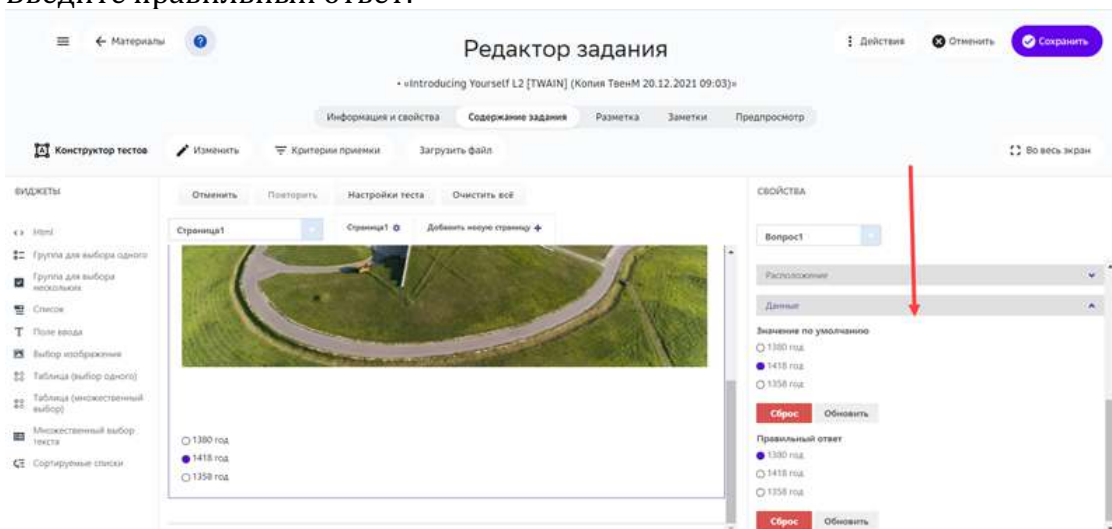 Введите правильный ответ.
Материалы
?
Редактор задания
Действия
Отменить
Сохранить
• «Introducing Yourself L2 [TWAIN] (Копия ТвенМ 20.12.2021 09:03)»
Информация и свойства Содержание задания Разметка Заметки Предпросмотр
Конструктор тестов Изменить Критерии приемки Загрузить файл Во весь экран
ВИДЖЕТЫ
Html
Группа для выбора одного
Группа для выбора
нескольких
Список
Поле ввода
Выбор изображения
Таблица (выбор одного)
Таблица (множественный
выбор)
Множественный выбор
текста
Сортируемые списки
Отменить Повторить Настройки теста Очистить всё
Страница1 Страница1 Добавить новую страницу
1380 год
1418 год
1358 год
СВОЙСТВА
Вопрос1
Расположение
Данные
Значение по умолчанию
1380 год
1418 год
1358 год
Сброс Обновить
Правильный ответ
1380 год
1418 год
1358 год
Сброс Обновить